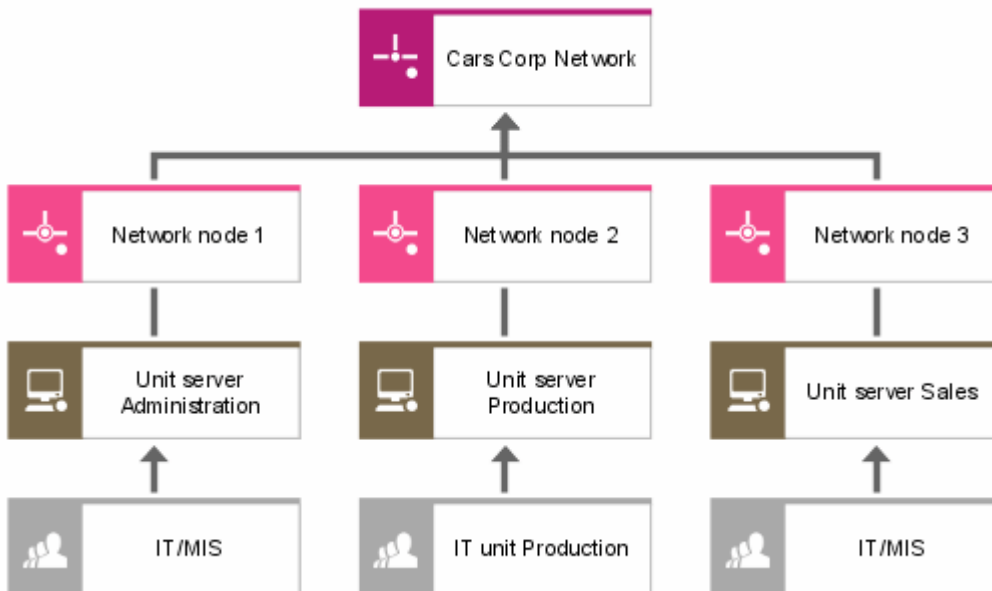 Cars Corp Network
Network node 1
Network node 2
Network node 3
Unit server
Administration
Unit server
Production
Unit server Sales
IT/MIS
IT unit Production
IT/MIS